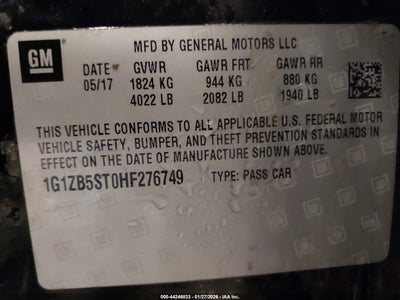 GM
MFD BY GENERAL MOTORS LLC
DATE GVWR GAWR FRT GAWR RR
05/17 1824 KG 944 KG 880 KG
4022 LB 2082 LB 1940 LB
THIS VEHICLE CONFORMS TO ALL APPLICABLE U.S. FEDERAL MOTOR
VEHICLE SAFETY, BUMPER, AND THEFT PREVENTION STANDARDS IN
EFFECT ON THE DATE OF MANUFACTURE SHOWN ABOVE.
1G1ZB5ST0HF276749 TYPE: PASS CAR
000-44246833 - 01/27/2026 - IAA Inc.